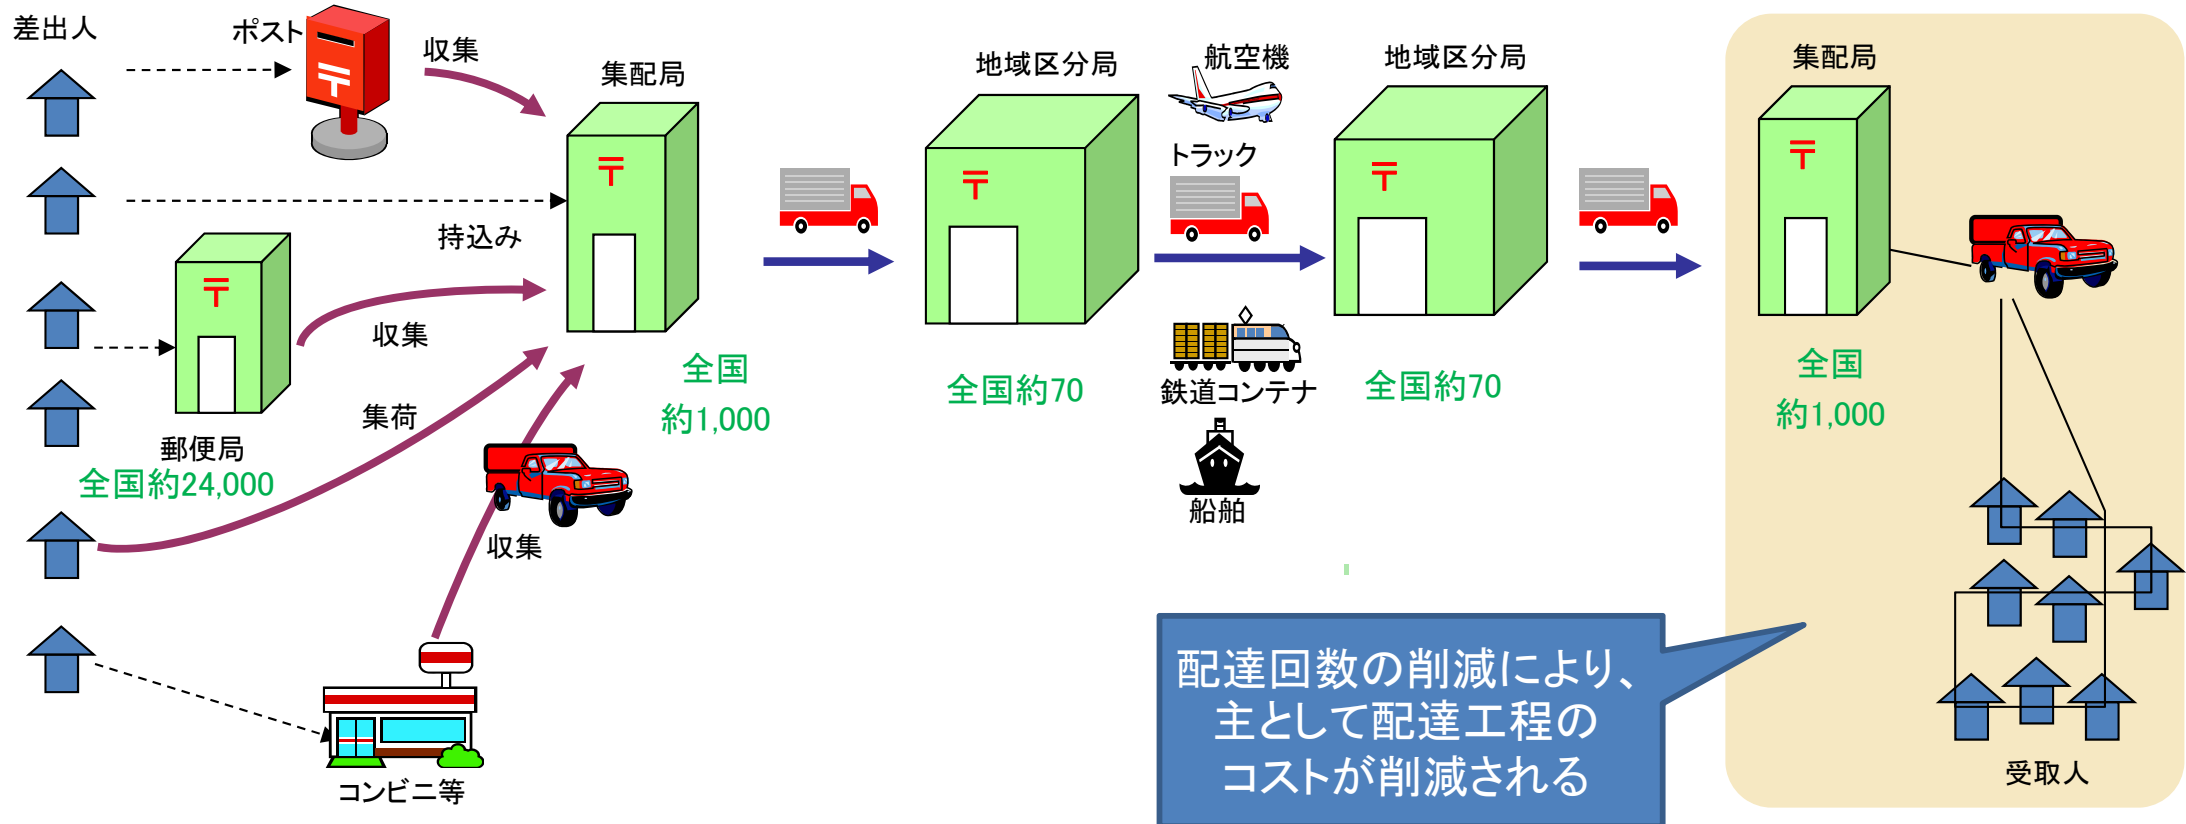 差出人
ポスト
収集
集配局
地域区分局
航空機
地域区分局
集配局
〒
〒
〒
〒
〒
〒
トラック
持込み
収集
全国
約1,000
全国約70
鉄道コンテナ
全国約70
全国
約1,000
集荷
郵便局
全国約24,000
船舶
収集
配達回数の削減により、
主として配達工程の
コストが削減される
コンビニ等
受取人